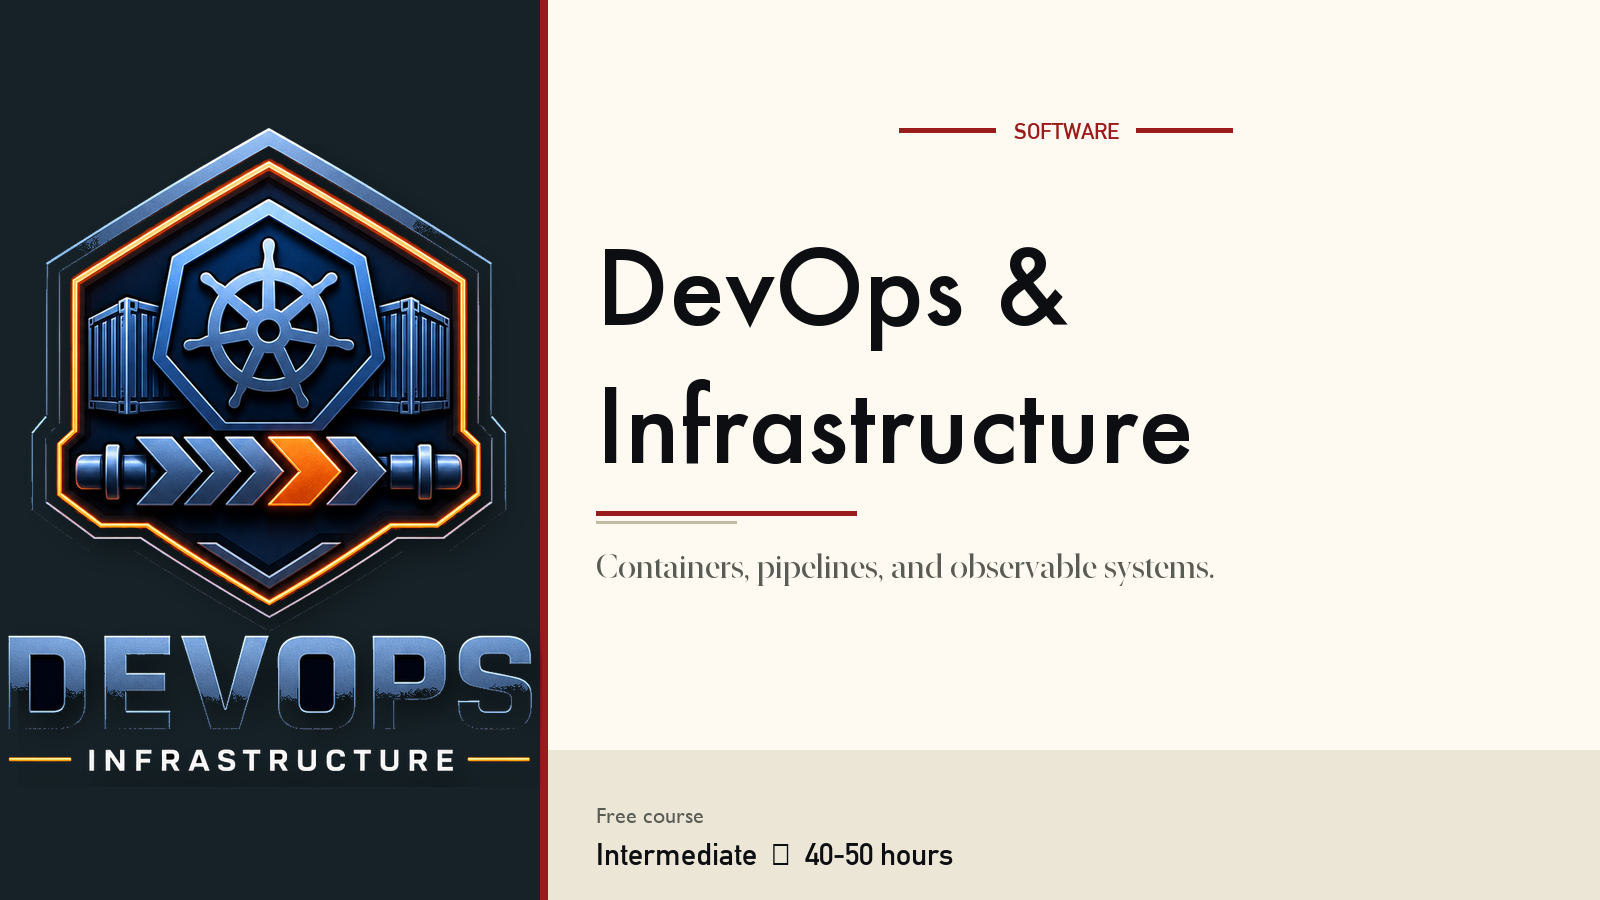 DEVOPS
INFRASTRUCTURE
SOFTWARE
DevOps &
Infrastructure
Containers, pipelines, and observable systems.
Free course
Intermediate □ 40-50 hours